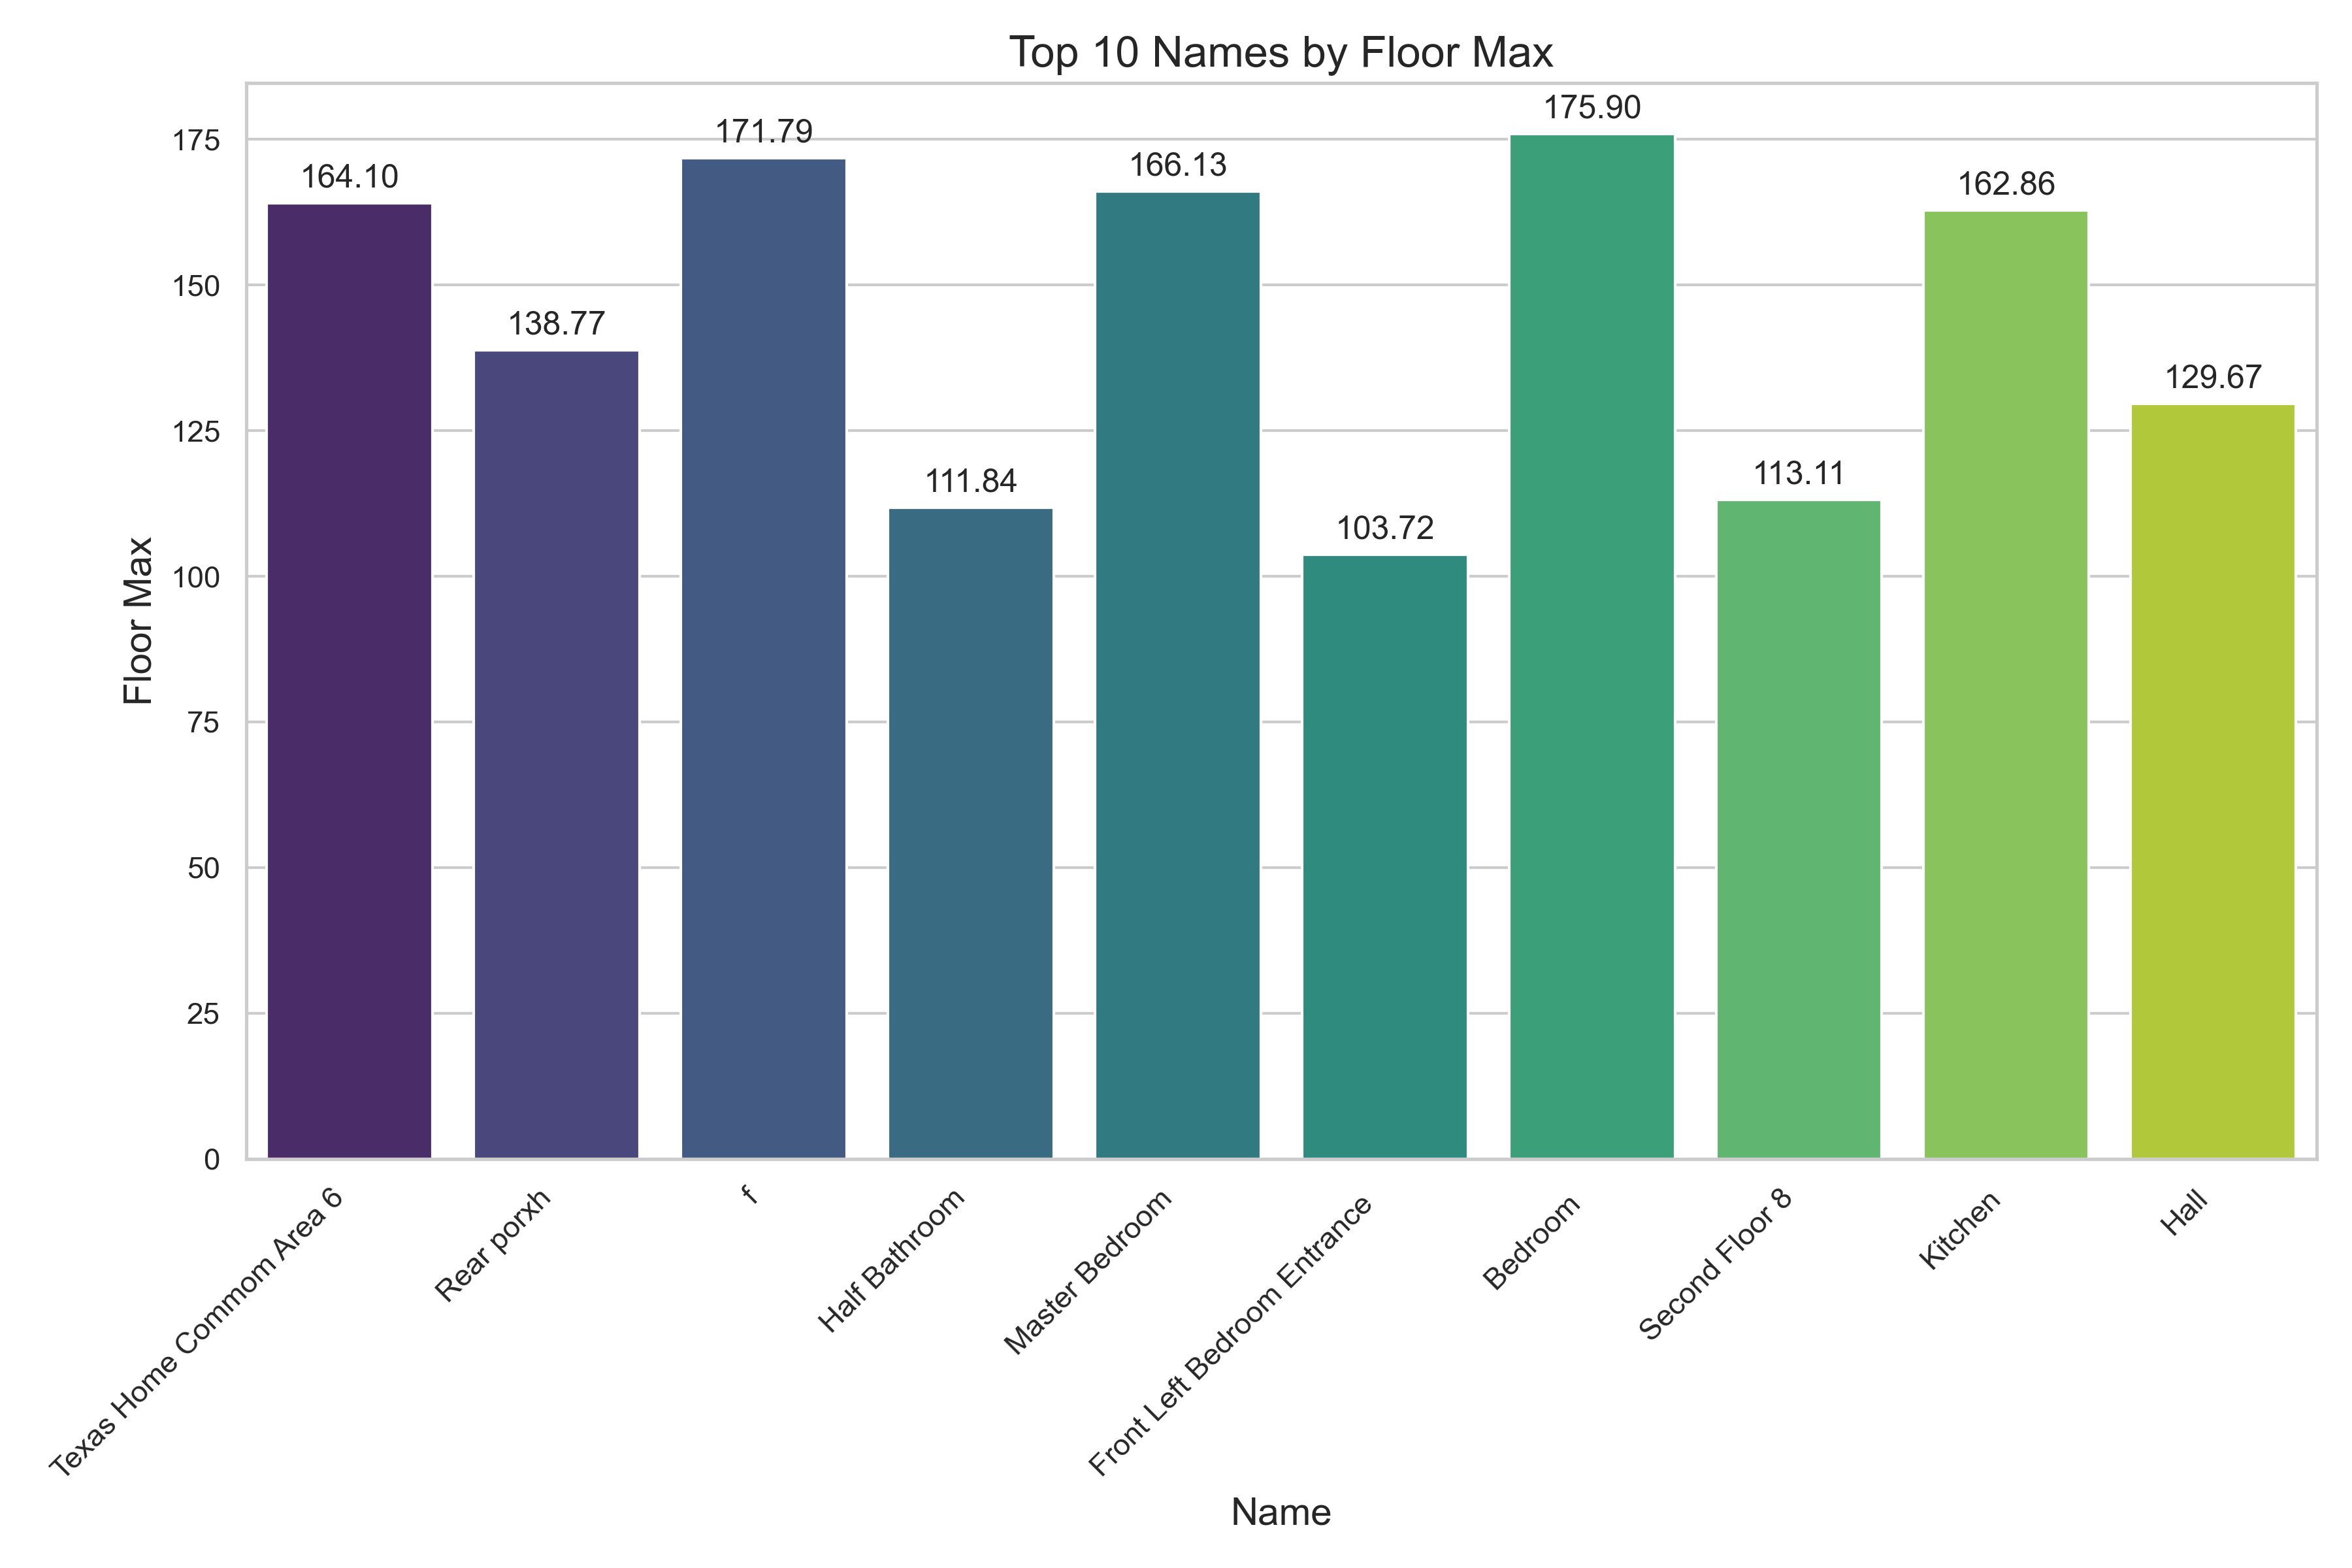 Top 10 Names by Floor Max
Floor Max
175
150
125
100
75
50
25
0
164.10
138.77
171.79
111.84
166.13
103.72
175.90
113.11
162.86
129.67
Texas Home Commom Area 6
Rear porxh
f
Half Bathroom
Master Bedroom
Front Left Bedroom Entrance
Bedroom
Second Floor 8
Kitchen
Hall
Name